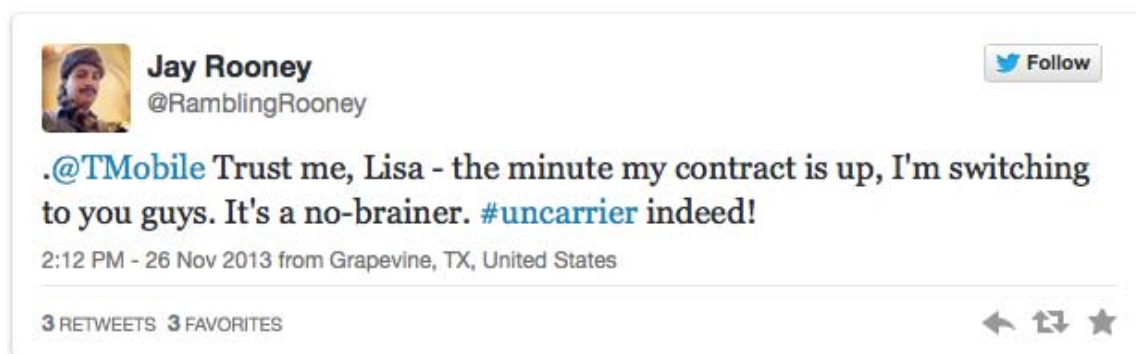 Jay Rooney
@RamblingRooney
Follow
.@TMobile Trust me, Lisa - the minute my contract is up, I'm switching
to you guys. It's a no-brainer. #uncarrier indeed!
2:12 PM - 26 Nov 2013 from Grapevine, TX, United States
3 RETWEETS 3 FAVORITES